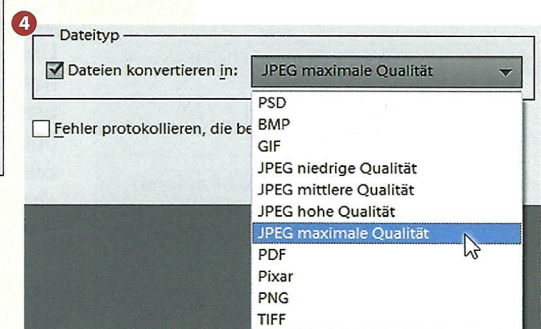 4
Dateityp
Dateien konvertieren in: JPEG maximale Qualität
PSD
Fehler protokollieren, die be
BMP
GIF
JPEG niedrige Qualität
JPEG mittlere Qualität
JPEG hohe Qualität
JPEG maximale Qualität
PDF
Pixar
PNG
TIFF